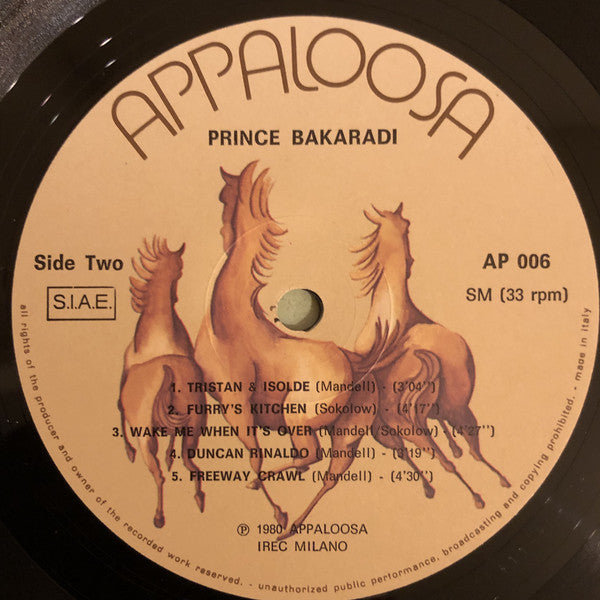 APPALOOSA
PRINCE BAKARADI
Side Two
AP 006
S.I.A.E.
SM (33 rpm)
1. TRISTAN & ISOLDE (Mandell) - (3'04'')
2. FURRY'S KITCHEN (Sokolow) - (4'17'')
3. WAKE ME WHEN IT'S OVER (Mandell/Sokolow) - (4'27'')
4. DUNCAN RINALDO (Mandell) - (3'19'')
5. FREEWAY CRAWL (Mandell) - (4'30'')
℗ 1980 APPALOOSA
IREC MILANO
all rights of the producer and owner of the recorded work reserved. - unauthorized public performance, broadcasting and copying prohibited. - made in italy